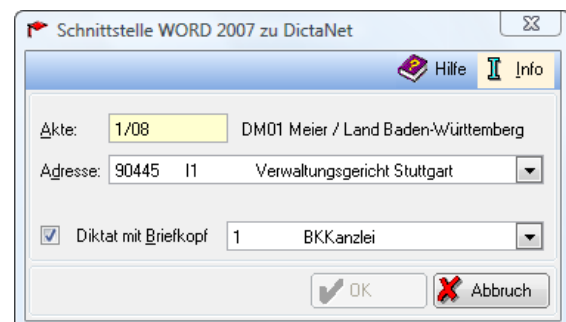 Schnittstelle WORD 2007 zu DictaNet
Hilfe Info
Akte: 1/08 DM01 Meier / Land Baden-Württemberg
Adresse: 90445 I1 Verwaltungsgericht Stuttgart
Diktat mit Briefkopf 1 BKKanzlei
OK Abbruch